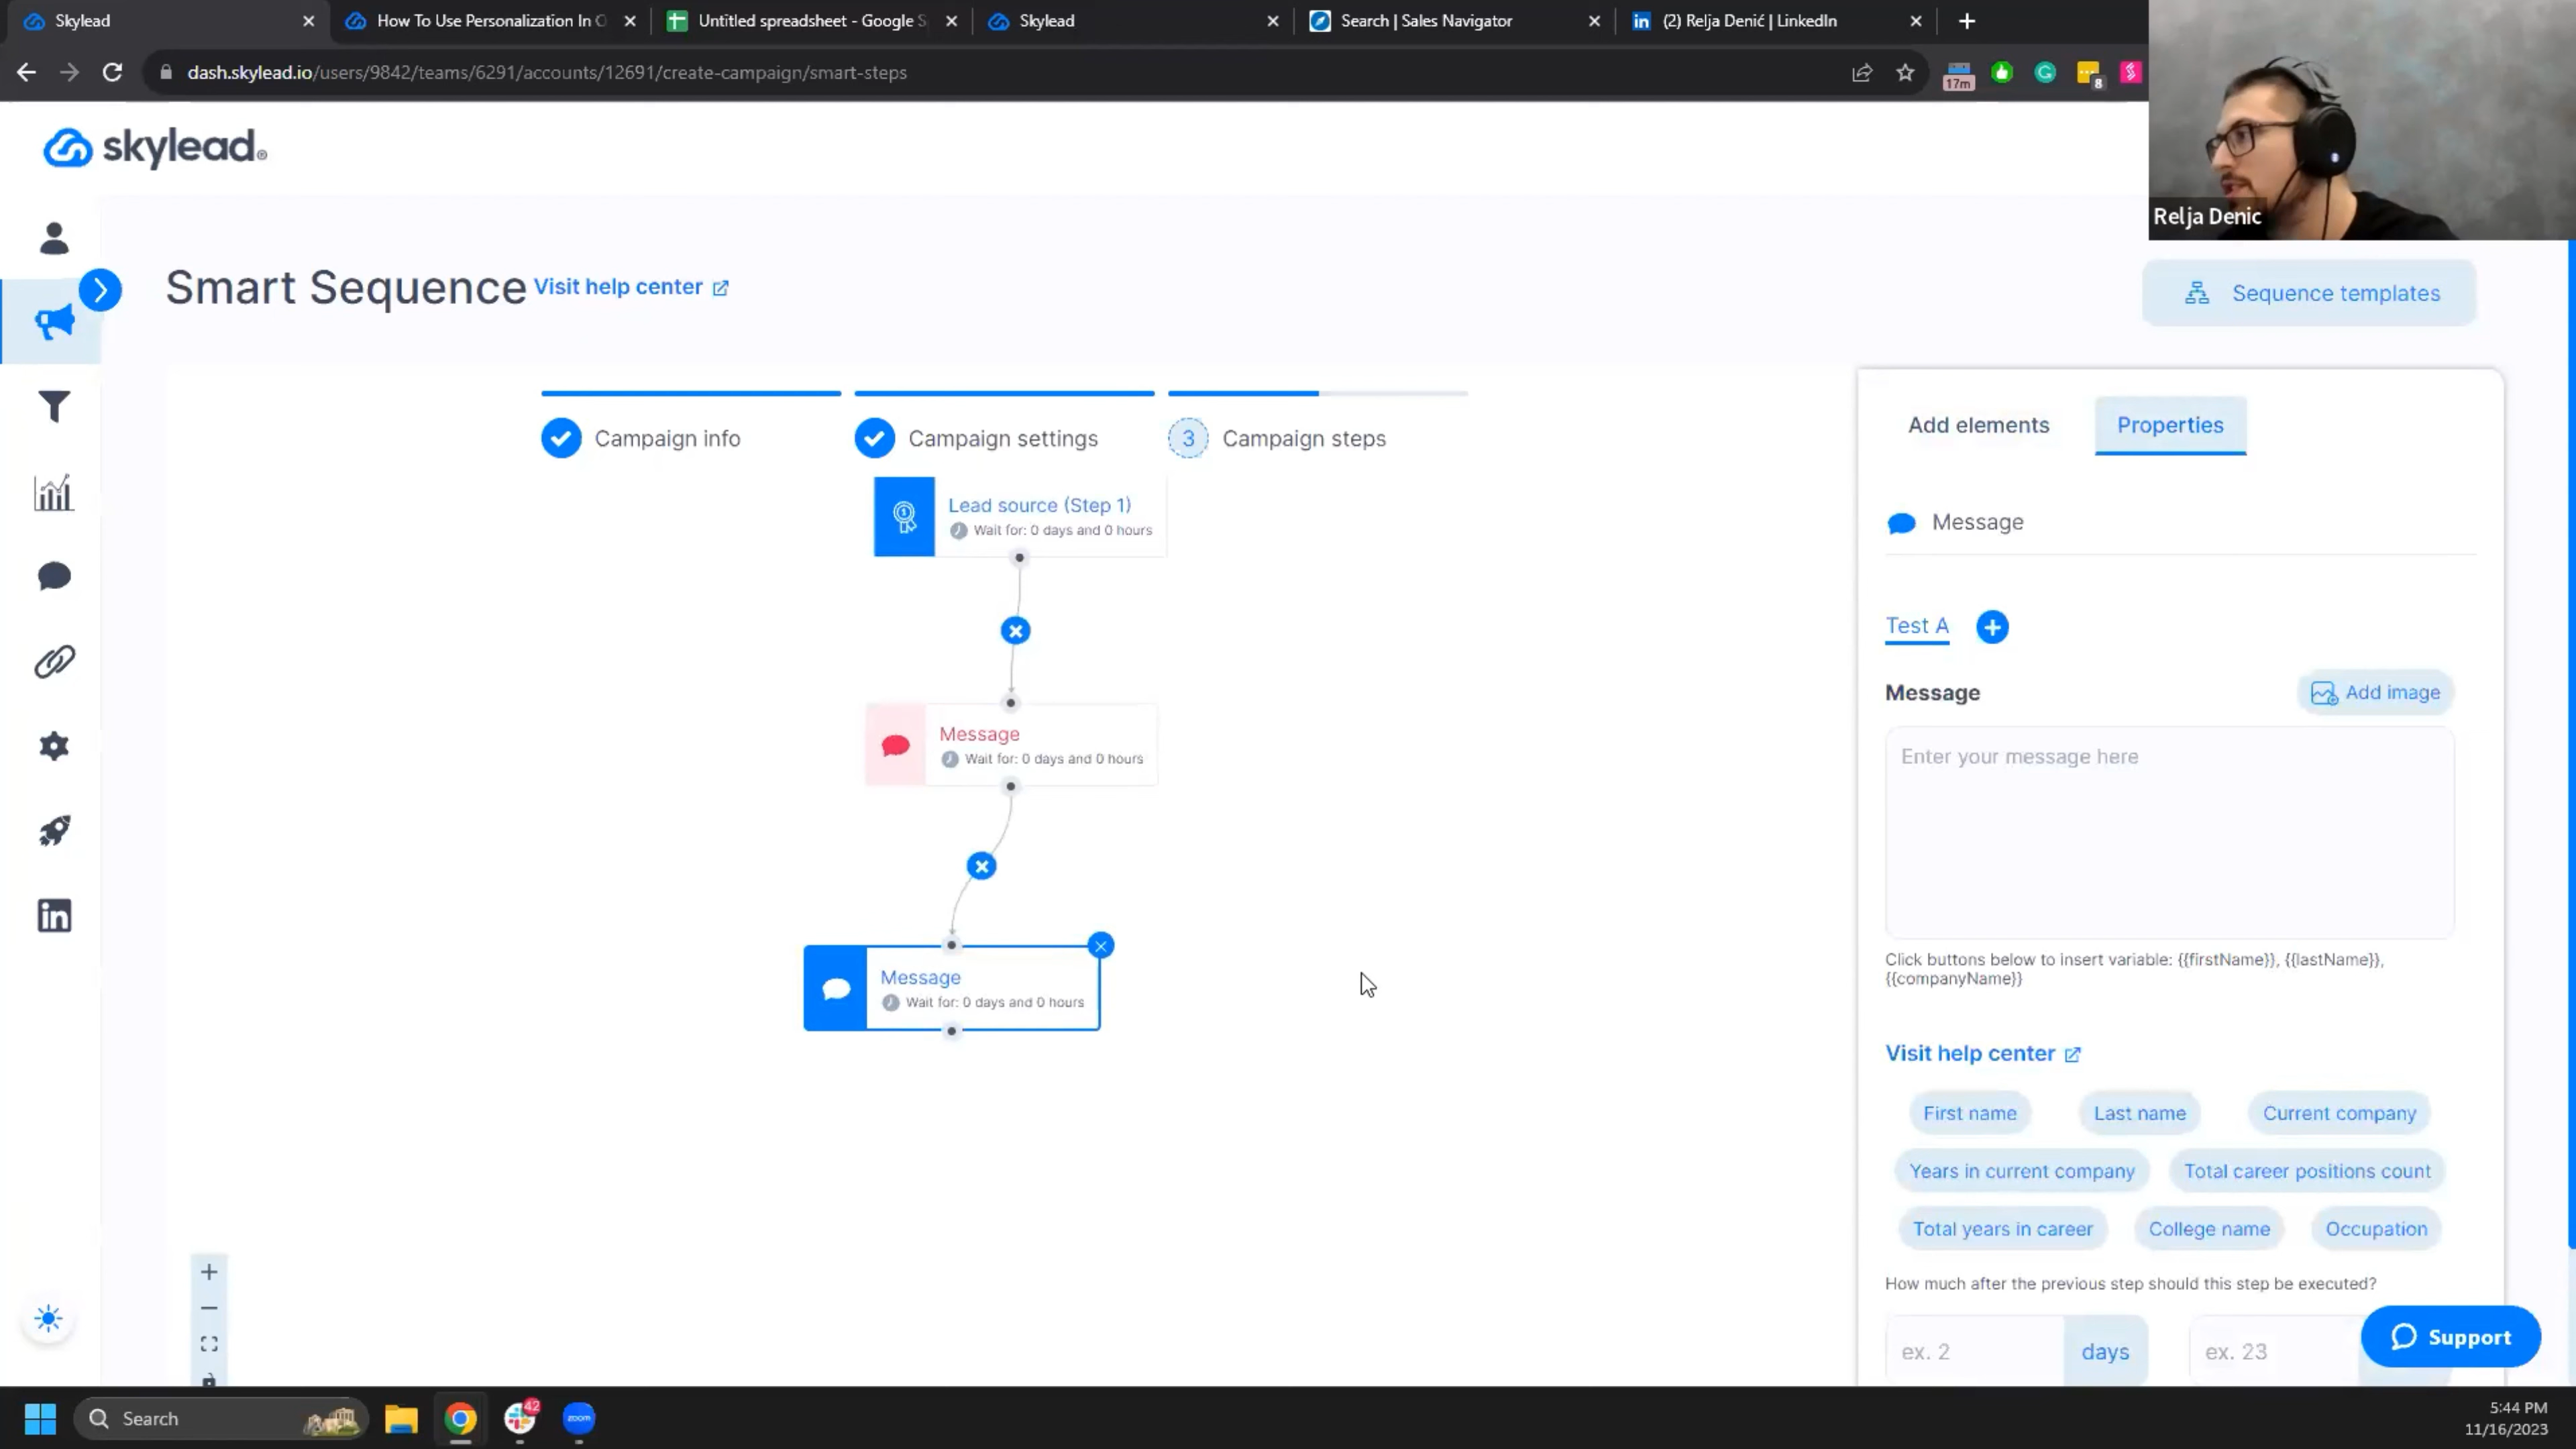 Skylead
How To Use Personalization In O
Untitled spreadsheet - Google S
Skylead
Search | Sales Navigator
(2) Relja Denić | LinkedIn
dash.skylead.io/users/9842/teams/6291/accounts/12691/create-campaign/smart-steps
17m
8
skylead®
Relja Denic
Smart Sequence
Visit help center
Sequence templates
Campaign info
Campaign settings
3 Campaign steps
Lead source (Step 1)
Wait for: 0 days and 0 hours
Message
Wait for: 0 days and 0 hours
Message
Wait for: 0 days and 0 hours
Add elements
Properties
Message
Test A
Message
Add image
Enter your message here
Click buttons below to insert variable: {{firstName}}, {{lastName}},
{{companyName}}
Visit help center
First name
Last name
Current company
Years in current company
Total career positions count
Total years in career
College name
Occupation
How much after the previous step should this step be executed?
ex. 2
days
ex. 23
Support
Search
42
zoom
5:44 PM
11/16/2023